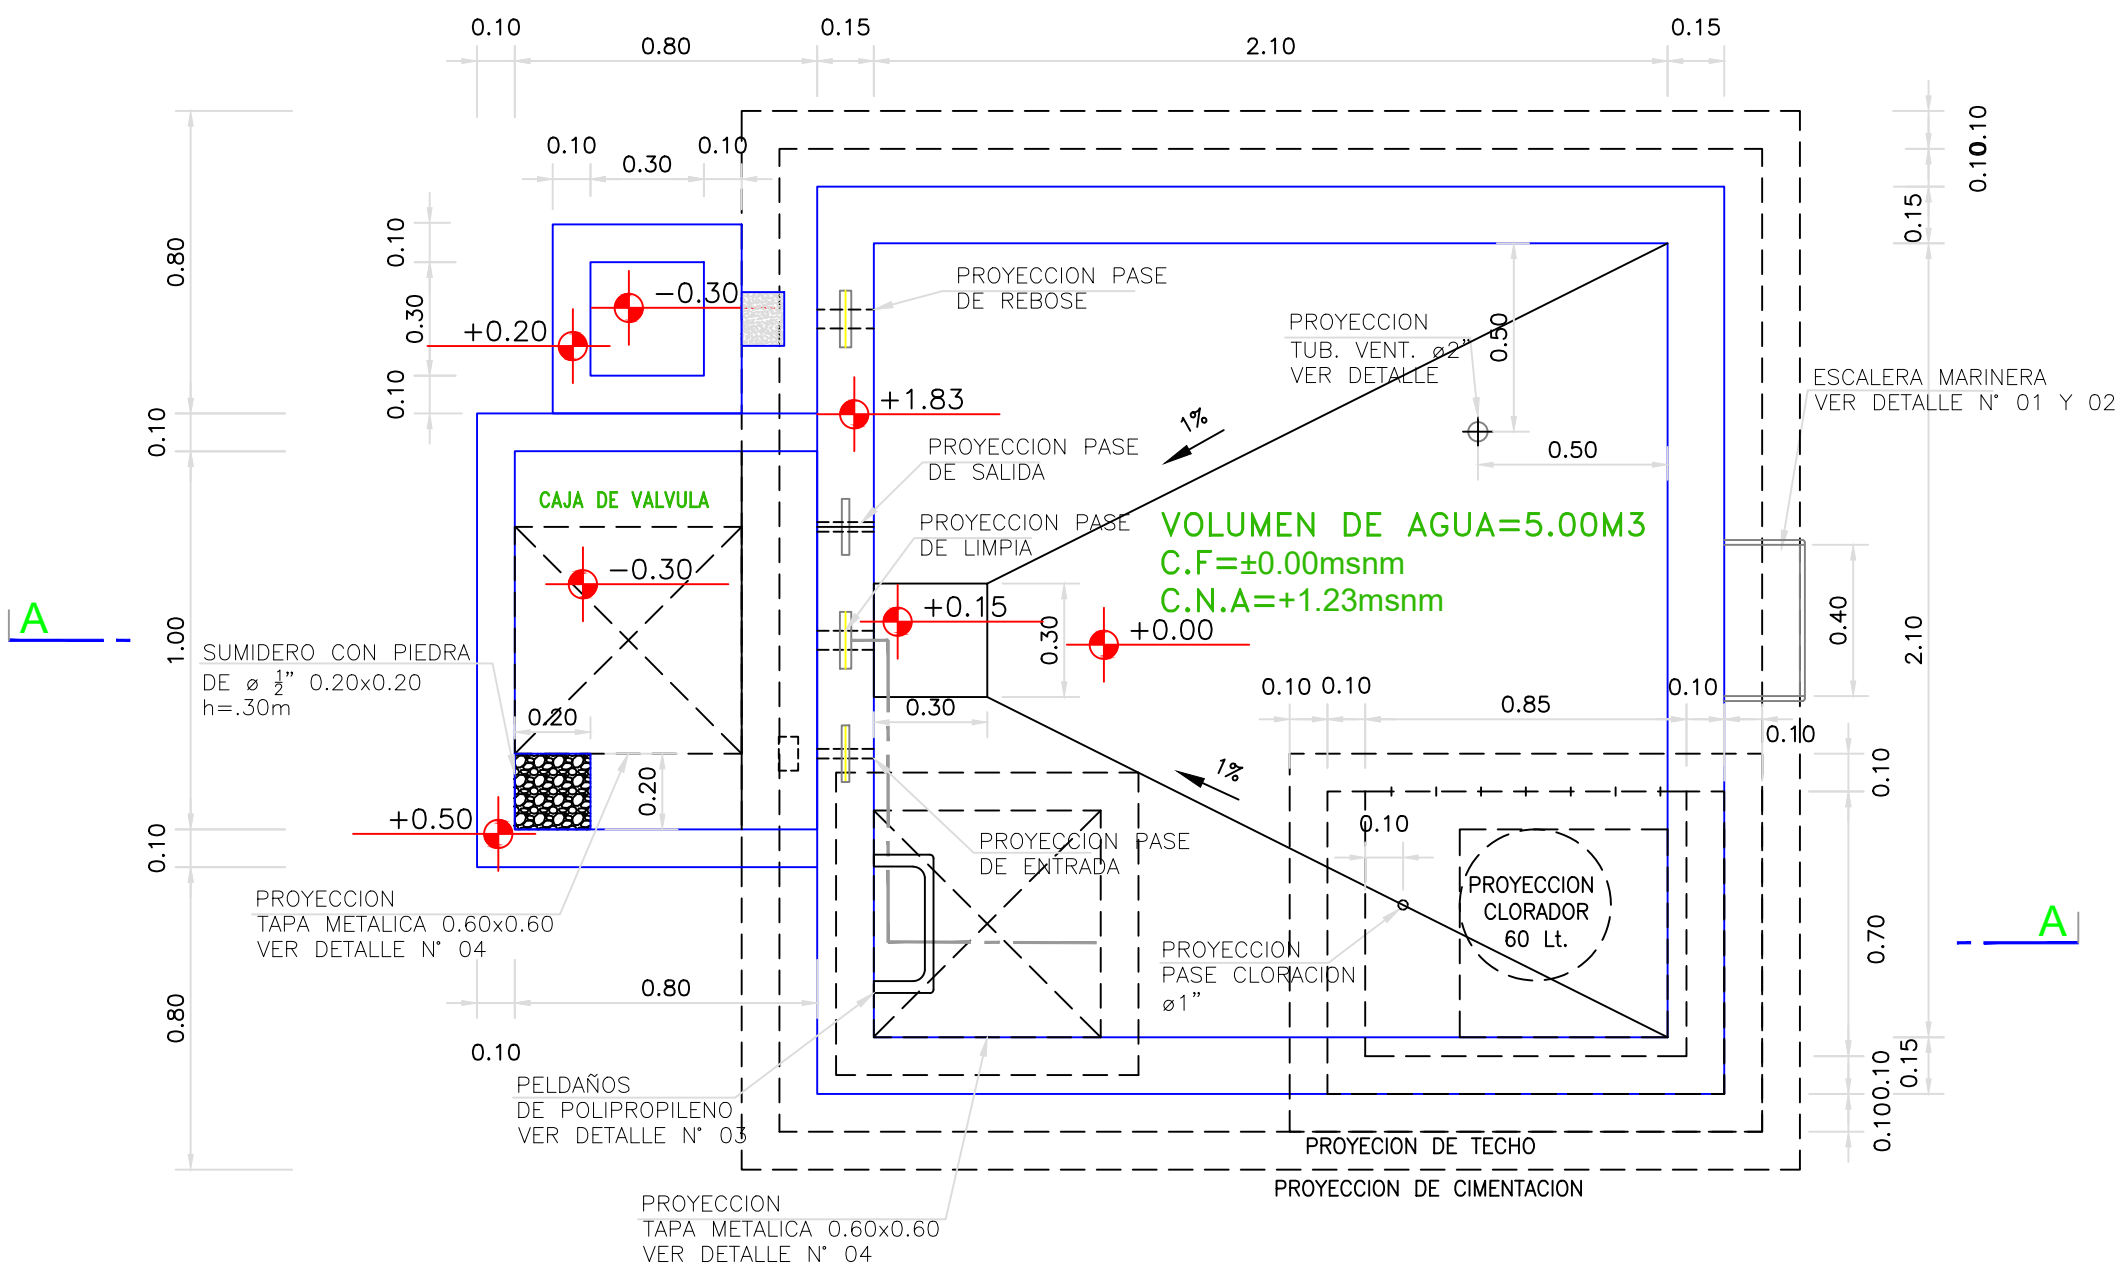 0.10
0.80
0.15
2.10
0.15
0.10
0.30
0.10
0.10
0.10
0.15
0.80
0.10
0.30
0.10
-0.30
+0.20
PROYECCION PASE
DE REBOSE
PROYECCION
TUB. VENT. ø2"
VER DETALLE
0.50
0.50
ESCALERA MARINERA
VER DETALLE N° 01 Y 02
+1.83
1%
0.10
PROYECCION PASE
DE SALIDA
CAJA DE VALVULA
PROYECCION PASE
DE LIMPIA
VOLUMEN DE AGUA=5.00M3
C.F=±0.00msnm
C.N.A=+1.23msnm
-0.30
+0.15
+0.00
0.30
0.30
0.40
2.10
A
1.00
SUMIDERO CON PIEDRA
DE ø ½" 0.20x0.20
h=.30m
0.20
0.20
0.10
0.10
0.85
0.10
0.10
0.10
1%
+0.50
0.10
0.10
PROYECCION PASE
DE ENTRADA
PROYECCION
CLORADOR
60 Lt.
0.70
PROYECCION
TAPA METALICA 0.60x0.60
VER DETALLE N° 04
PROYECCION
PASE CLORACION
ø1"
A
0.80
0.80
0.10
0.10
0.10
0.15
PELDAÑOS
DE POLIPROPILENO
VER DETALLE N° 03
PROYECION DE TECHO
PROYECCION DE CIMENTACION
PROYECCION
TAPA METALICA 0.60x0.60
VER DETALLE N° 04